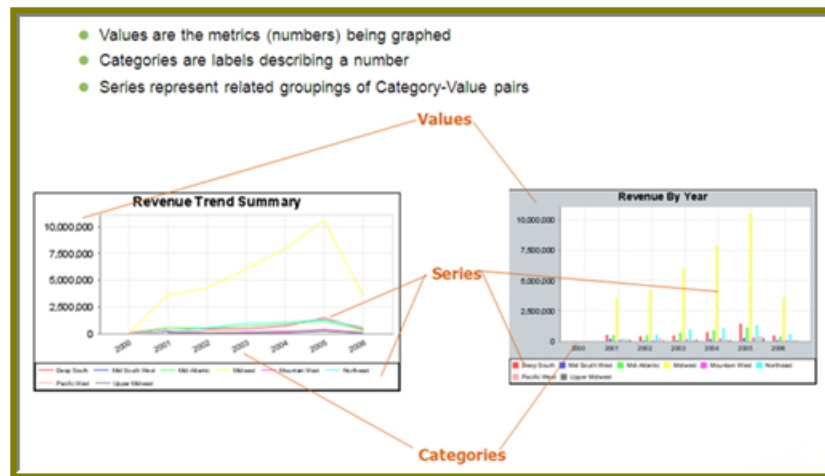 Values are the metrics (numbers) being graphed
Categories are labels describing a number
Series represent related groupings of Category-Value pairs
Values
Revenue Trend Summary
10,000,000
7,500,000
5,000,000
2,500,000
0
2000 2001 2002 2003 2004 2005 2006
Deep South Mid South West Mid-Atlantic Midwest Mountain West Northeast
Pacific West Upper Midwest
Series
Revenue By Year
10,000,000
7,500,000
5,000,000
2,500,000
0
2000 2001 2002 2003 2004 2005 2006
Deep South Mid South West Mid-Atlantic Midwest Mountain West Northeast
Pacific West Upper Midwest
Categories